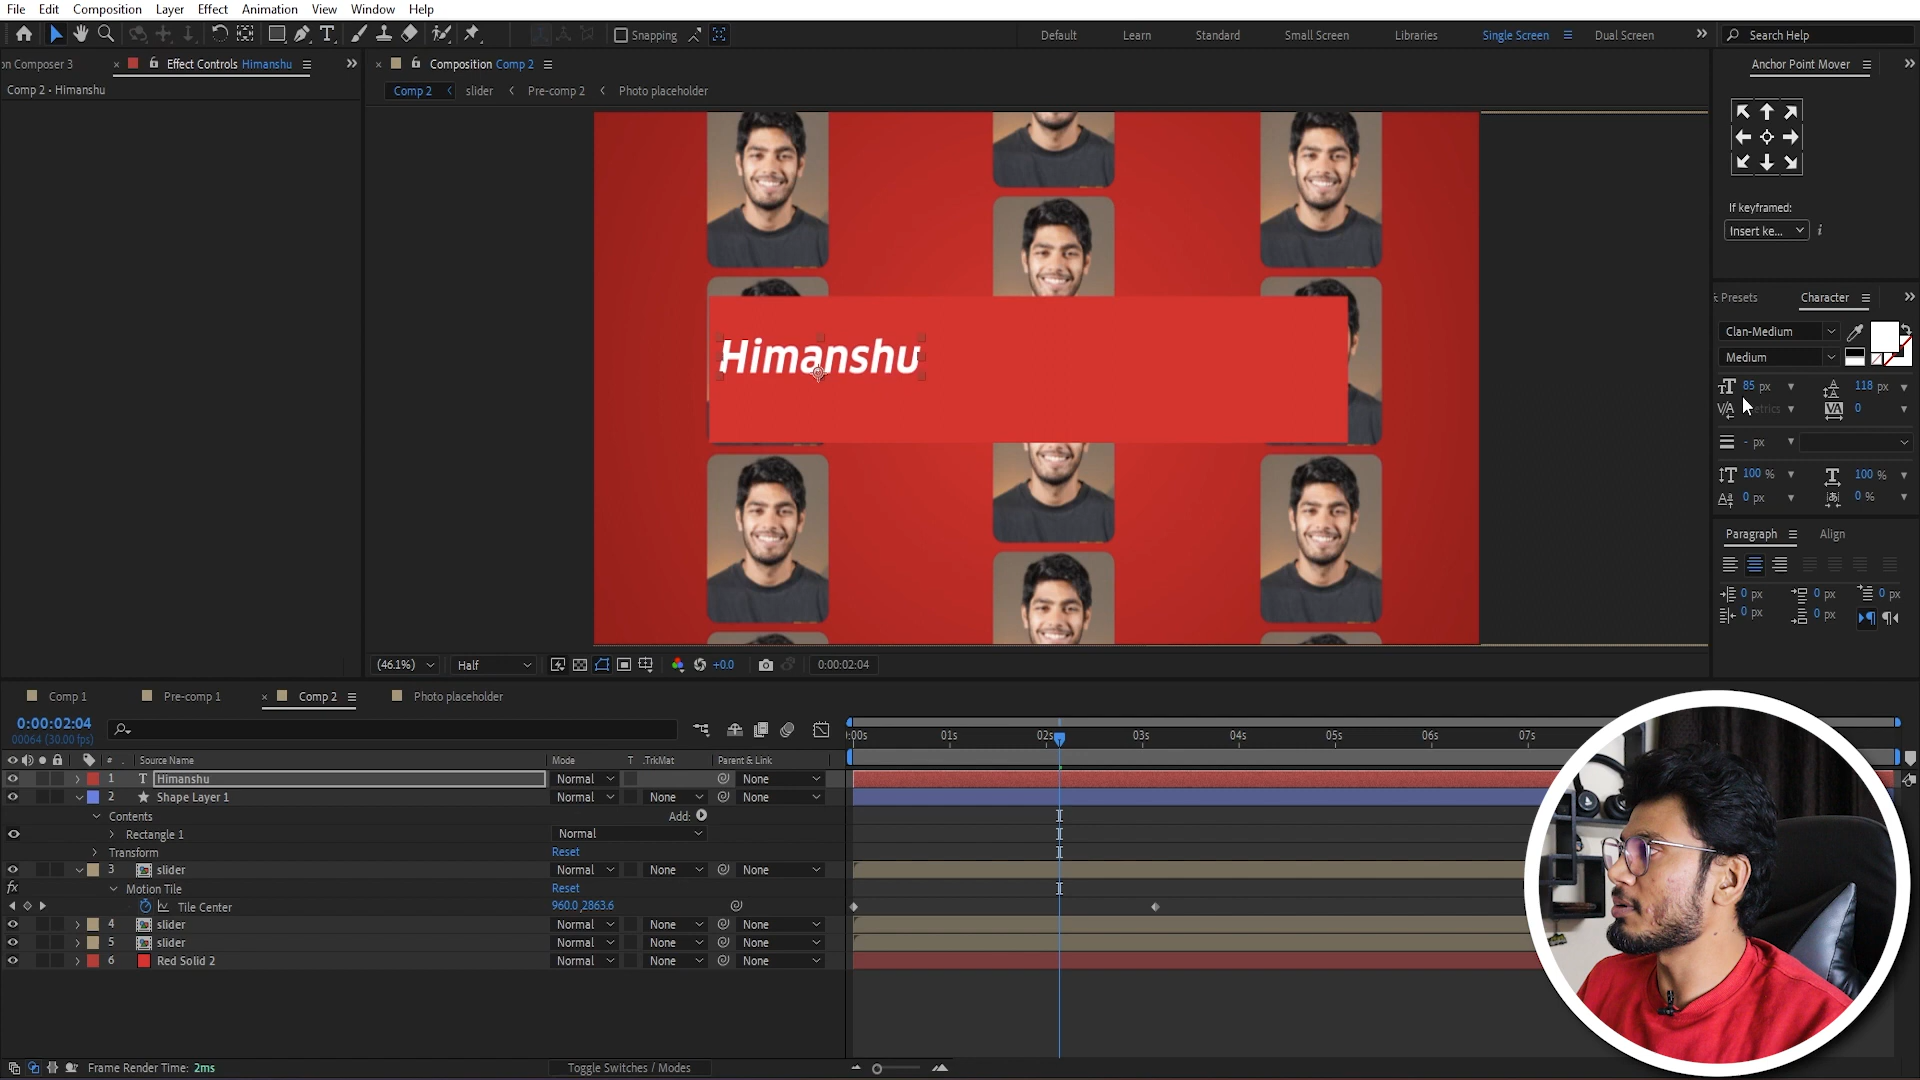 File Edit Composition Layer Effect Animation View Window Help
Snapping
Default Learn Standard Small Screen Libraries Single Screen Dual Screen Search Help
on Composer 3 Effect Controls Himanshu
Composition Comp 2
Anchor Point Mover
Comp 2 • Himanshu
Comp 2 slider Pre-comp 2 Photo placeholder
If keyframed:
Insert ke...
Presets Character
Clan-Medium
Medium
85 px 118 px
0
- px
100 % 100 %
0 px 0 %
Himanshu
Paragraph Align
0 px 0 px 0 px
0 px 0 px
(46.1%) Half +0.0 0:00:02:04
Comp 1 Pre-comp 1 Comp 2 Photo placeholder
0:00:02:04
00064 (30.00 fps)
:00s 01s 02s 03s 04s 05s 06s 07s
# Source Name Mode T .TrkMat Parent & Link
1 T Himanshu Normal None
2 Shape Layer 1 Normal None None
Contents Add:
Rectangle 1 Normal
Transform Reset
3 slider Normal None None
fx Motion Tile Reset
Tile Center 960.0,2863.6
4 slider Normal None None
5 slider Normal None None
6 Red Solid 2 Normal None None
Frame Render Time: 2ms Toggle Switches / Modes